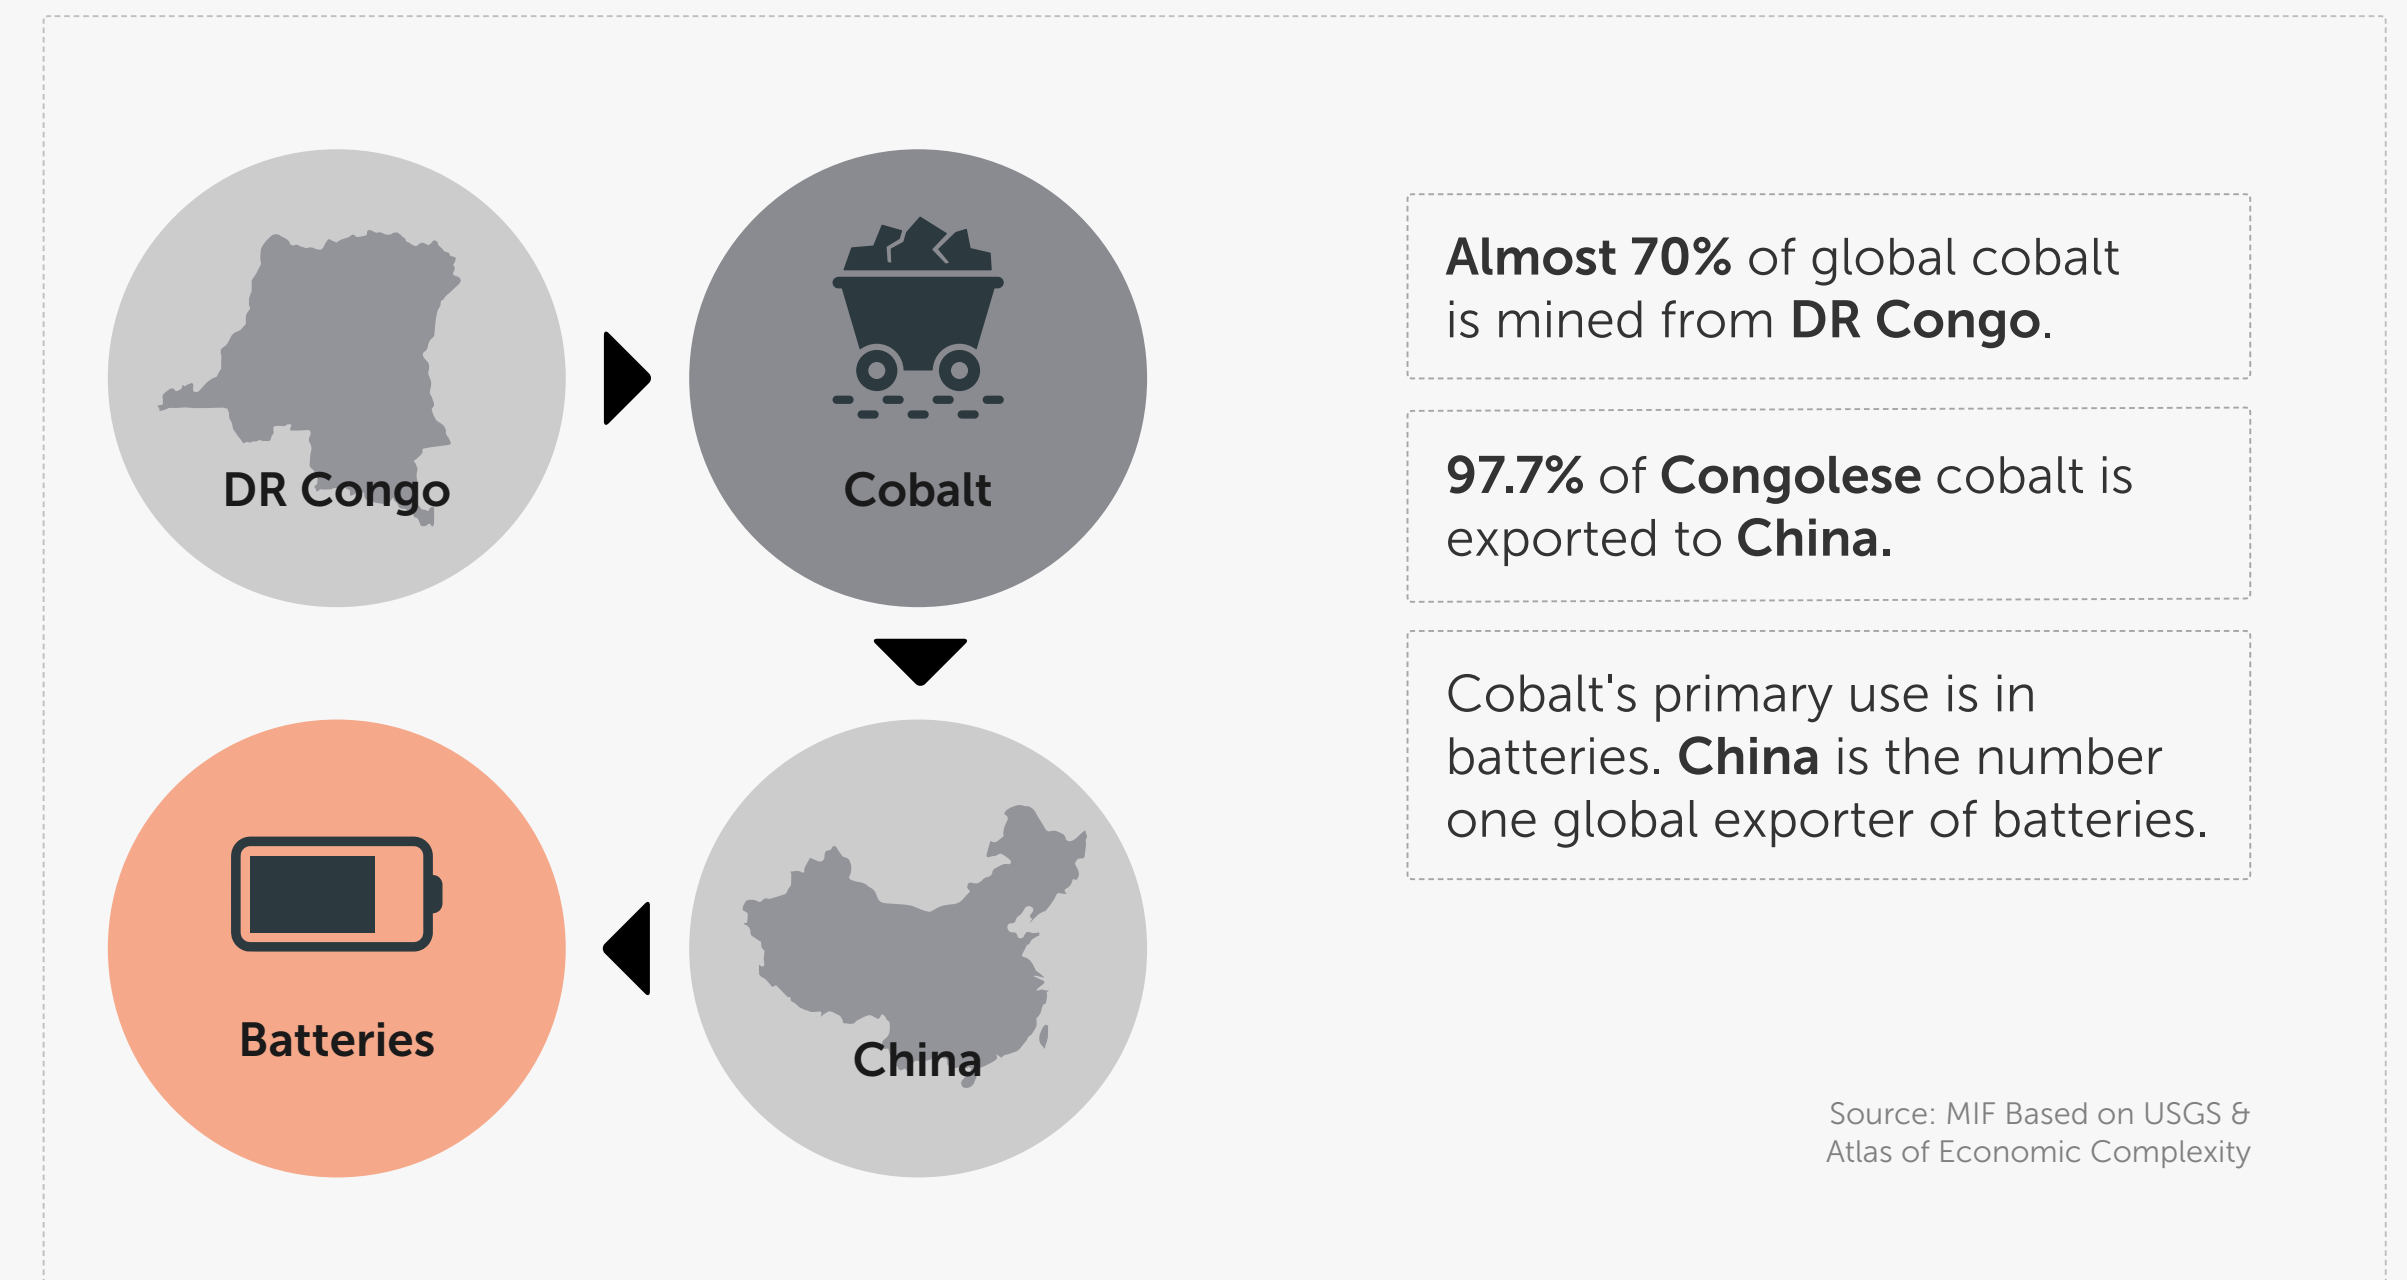 DR Congo
Cobalt
Batteries
China
Almost 70% of global cobalt
is mined from DR Congo.
97.7% of Congolese cobalt is
exported to China.
Cobalt's primary use is in
batteries. China is the number
one global exporter of batteries.
Source: MIF Based on USGS &
Atlas of Economic Complexity